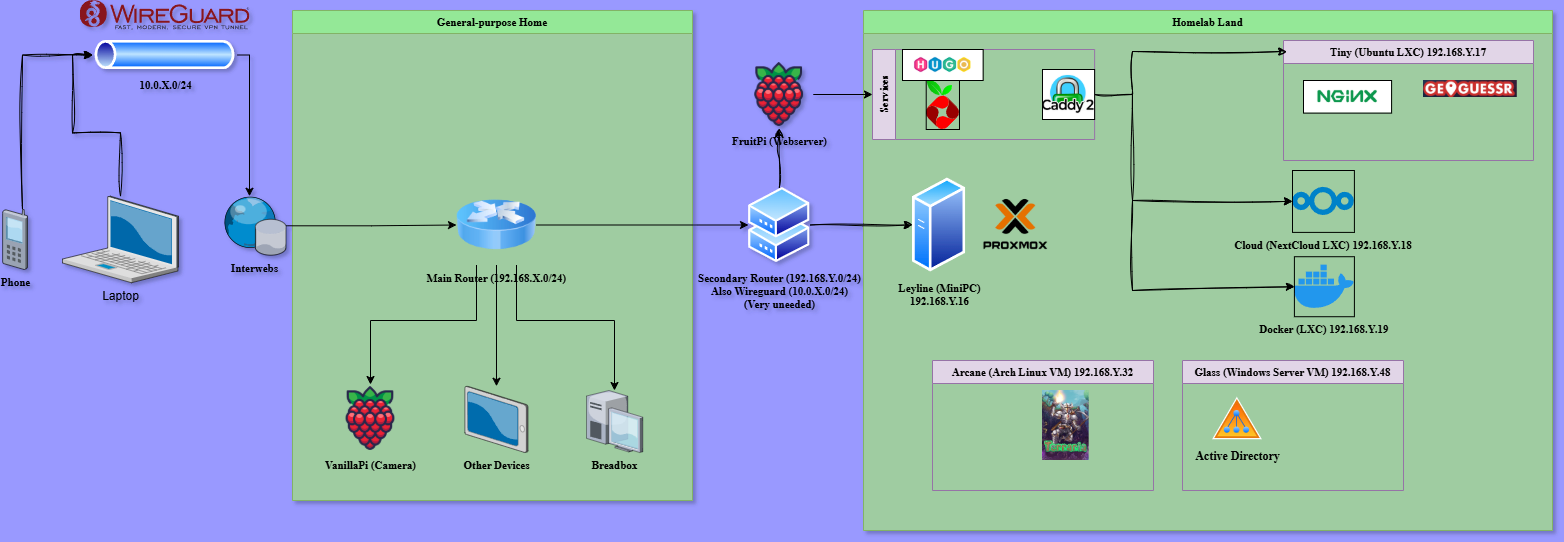 WIREGUARD
FAST, MODERN, SECURE VPN TUNNEL
10.0.X.0/24
Phone
Laptop
Interwebs
General-purpose Home
Main Router (192.168.X.0/24)
VanillaPi (Camera)
Other Devices
Breadbox
FruitPi (Webserver)
Secondary Router (192.168.Y.0/24)
Also Wireguard (10.0.X.0/24)
(Very uneeded)
Homelab Land
Services
HUGO
Caddy 2
Tiny (Ubuntu LXC) 192.168.Y.17
NGINX
GEOGUESSR
Leyline (MiniPC)
192.168.Y.16
PROXMOX
Cloud (NextCloud LXC) 192.168.Y.18
Docker (LXC) 192.168.Y.19
Arcane (Arch Linux VM) 192.168.Y.32
Terraria
Glass (Windows Server VM) 192.168.Y.48
Active Directory